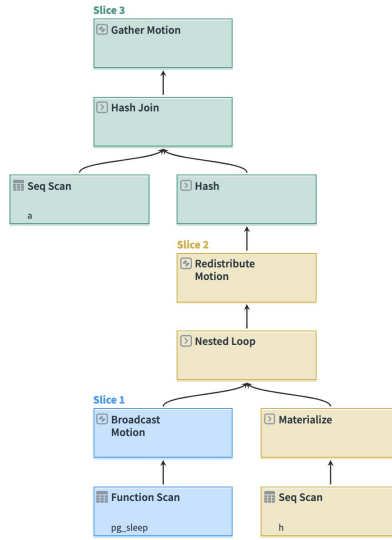 Slice 3
Gather Motion
Hash Join
Seq Scan
a
Hash
Slice 2
Redistribute
Motion
Nested Loop
Slice 1
Broadcast
Motion
Materialize
Function Scan
pg_sleep
Seq Scan
h